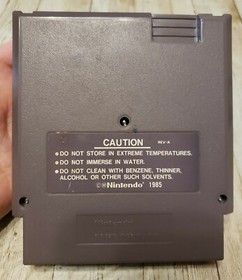 CAUTION REV-A
• DO NOT STORE IN EXTREME TEMPERATURES.
• DO NOT IMMERSE IN WATER.
• DO NOT CLEAN WITH BENZENE, THINNER,
ALCOHOL OR OTHER SUCH SOLVENTS.
©®Nintendo 1985